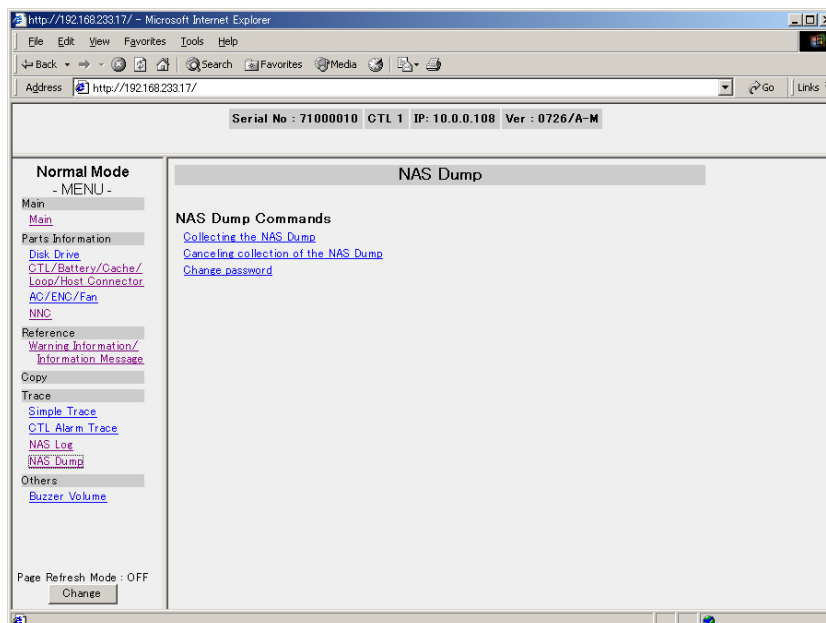 http://192.168.233.17/ - Microsoft Internet Explorer
File Edit View Favorites Tools Help
Back Search Favorites Media
Address http://192.168.233.17/ Go Links
Serial No : 71000010 CTL 1 IP: 10.0.0.108 Ver : 0726/A-M
Normal Mode
- MENU -
Main
Main
Parts Information
Disk Drive
CTL/Battery/Cache/
Loop/Host Connector
AC/ENC/Fan
NNC
Reference
Warning Information/
Information Message
Copy
Trace
Simple Trace
CTL Alarm Trace
NAS Log
NAS Dump
Others
Buzzer Volume
Page Refresh Mode : OFF
Change
NAS Dump
NAS Dump Commands
Collecting the NAS Dump
Canceling collection of the NAS Dump
Change password